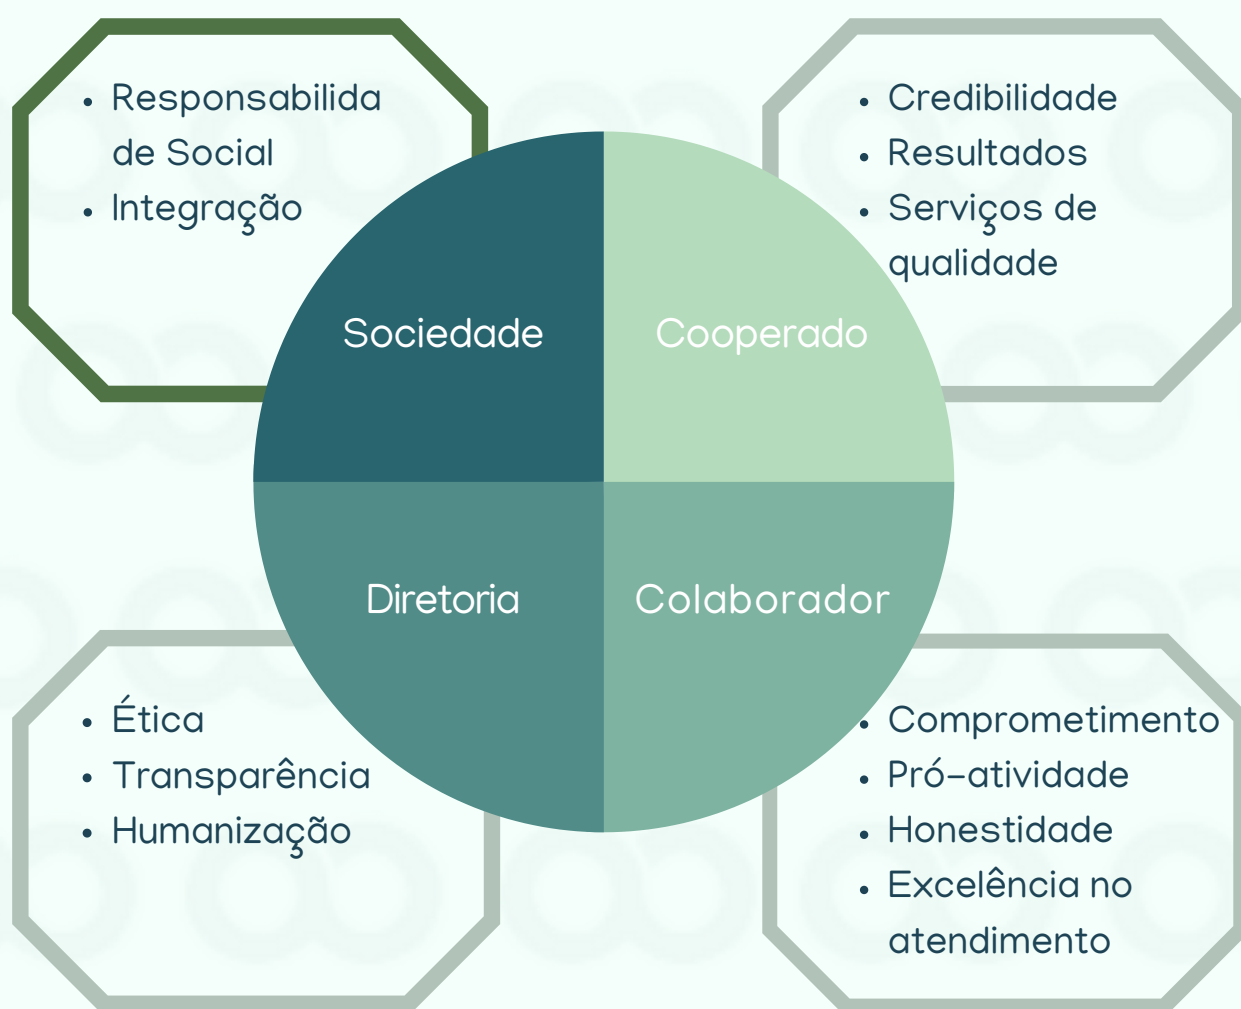 • Responsabilida
de Social
• Integração
• Credibilidade
• Resultados
• Serviços de
qualidade
Sociedade
Cooperado
Diretoria
Colaborador
• Ética
• Transparência
• Humanização
• Comprometimento
• Pró-atividade
• Honestidade
• Excelência no
atendimento